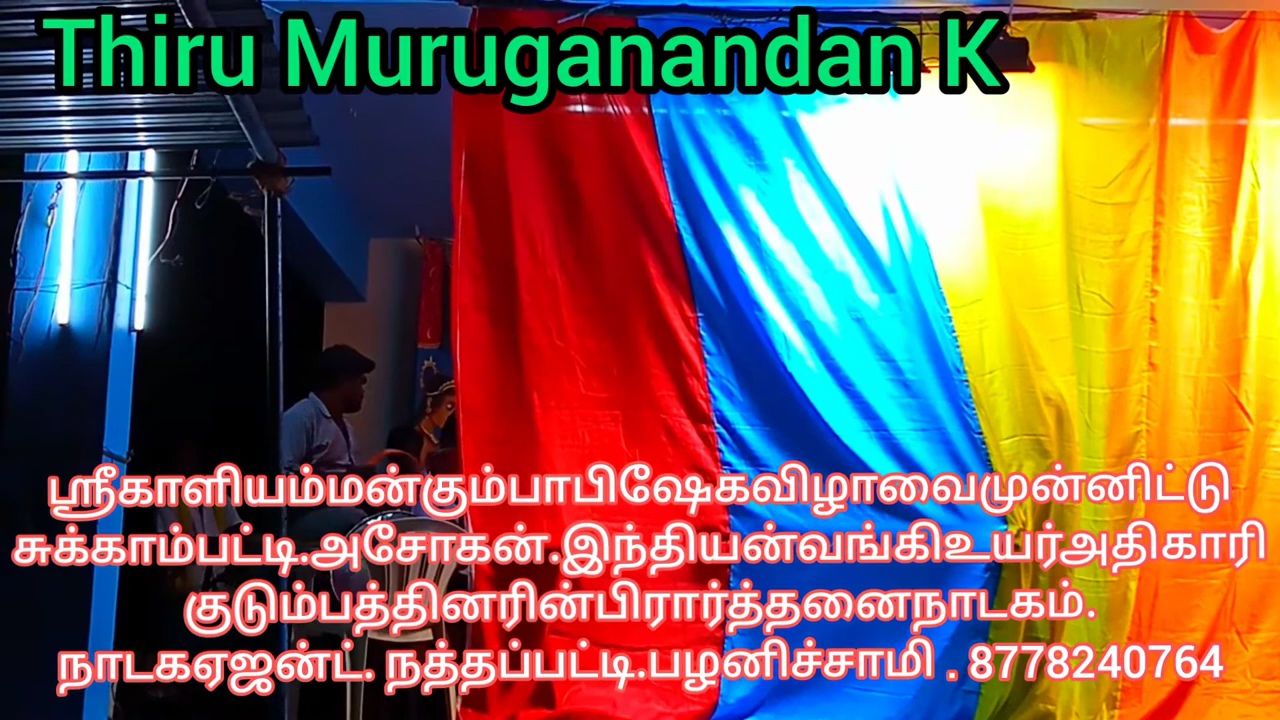 Thiru Muruganandan K
ஸ்ரீகாளியம்மன்கும்பாபிஷேகவிழாவைமுன்னிட்டு
சுக்காம்பட்டி.அசோகன்.இந்தியன்வங்கிஉயர்அதிகாரி
குடும்பத்தினரின்பிரார்த்தனைநாடகம்.
நாடகஏஜன்ட். நத்தப்பட்டி.பழனிச்சாமி . 8778240764